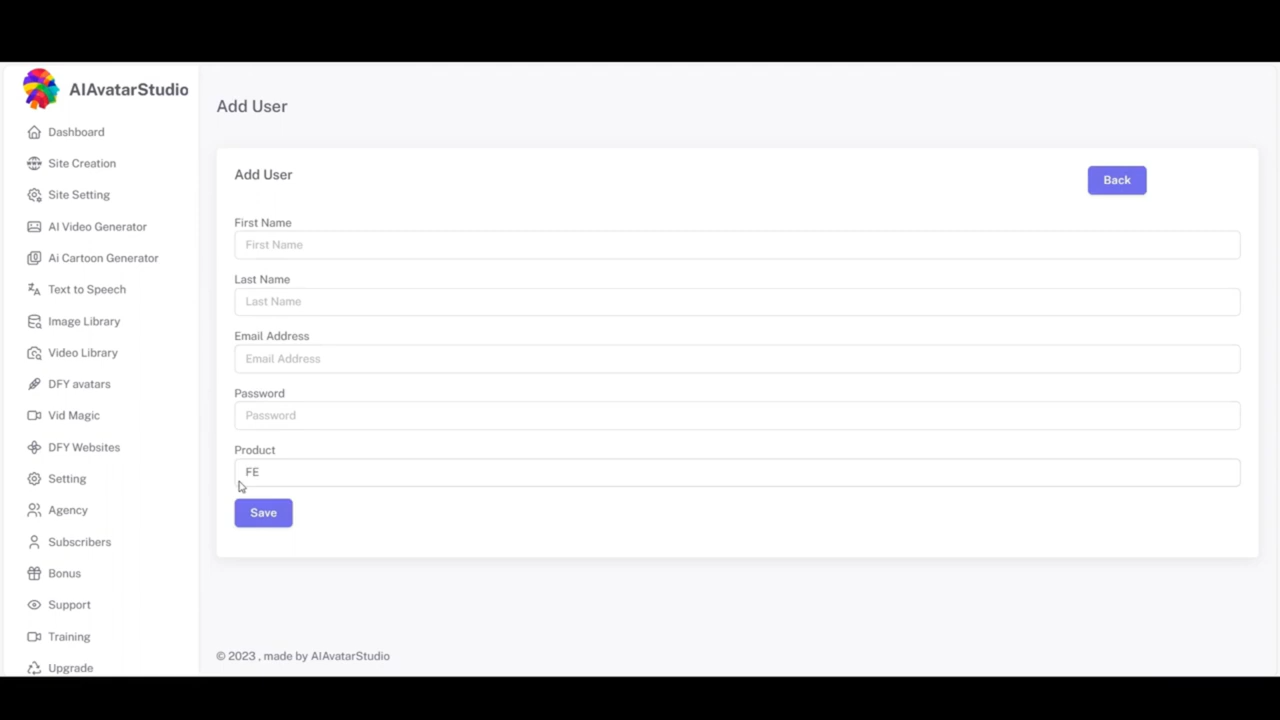 AIAvatarStudio
Dashboard
Site Creation
Site Setting
AI Video Generator
Ai Cartoon Generator
Text to Speech
Image Library
Video Library
DFY avatars
Vid Magic
DFY Websites
Setting
Agency
Subscribers
Bonus
Support
Training
Upgrade
Add User
Add User
Back
First Name
First Name
Last Name
Last Name
Email Address
Email Address
Password
Password
Product
FE
Save
© 2023 , made by AIAvatarStudio